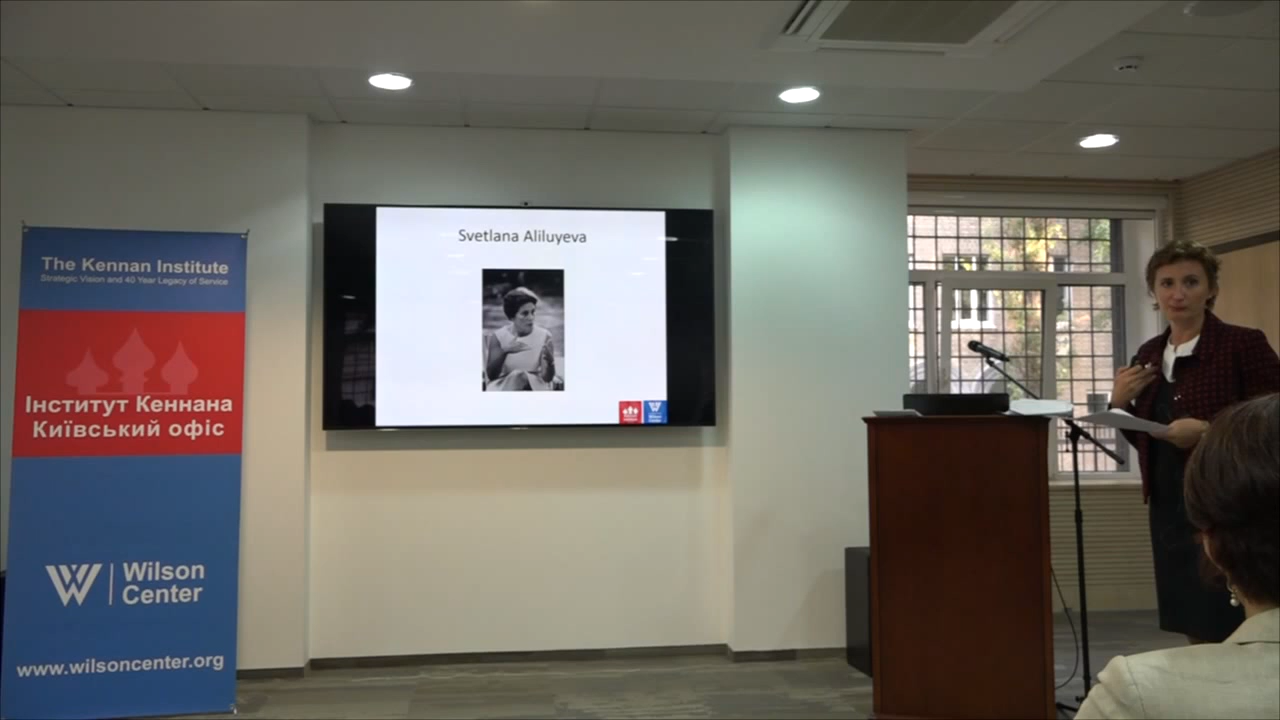 The Kennan Institute
Strategic Vision and 40 Year Legacy of Service
Інститут Кеннана
Київський офіс
Wilson
Center
www.wilsoncenter.org
Svetlana Aliluyeva